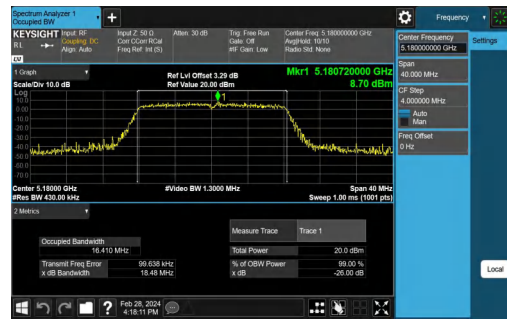 Spectrum Analyzer 1
Occupied BW
+
Frequency
KEYSIGHT
Input: RF
Input Z: 50 Ω
Atten: 30 dB
Trig: Free Run
Center Freq: 5.180000000 GHz
RL
Coupling: DC
Corr CCorr RCal
Gate: Off
Avg|Hold: 10/10
Align: Auto
Freq Ref: Int (S)
#IF Gain: Low
Radio Std: None
Center Frequency
5.180000000 GHz
Settings
Span
40.000 MHz
CF Step
4.000000 MHz
Auto
Man
Freq Offset
0 Hz
Local
1 Graph
Ref Lvl Offset 3.29 dB
Mkr1 5.180720000 GHz
Scale/Div 10.0 dB
Ref Value 20.00 dBm
8.70 dBm
Log
1
10.0
0.00
-10.0
-20.0
-30.0
-40.0
-50.0
-60.0
-70.0
Center 5.18000 GHz
#Video BW 1.3000 MHz
Span 40 MHz
#Res BW 430.00 kHz
Sweep 1.00 ms (1001 pts)
2 Metrics
Measure Trace
Trace 1
Occupied Bandwidth
16.410 MHz
Total Power
20.0 dBm
Transmit Freq Error
99.638 kHz
% of OBW Power
99.00 %
x dB Bandwidth
18.48 MHz
x dB
-26.00 dB
?
Feb 28, 2024
4:18:11 PM